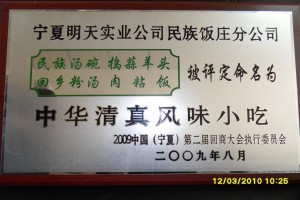 宁夏明天实业公司民族饭庄分公司
民族汤碗 捣蒜羊头
回乡粉汤 肉粘饭
被评定命名为
中华清真风味小吃
2009中国（宁夏）第二届回商大会执行委员会
二〇〇九年八月
12/03/2010 10:25